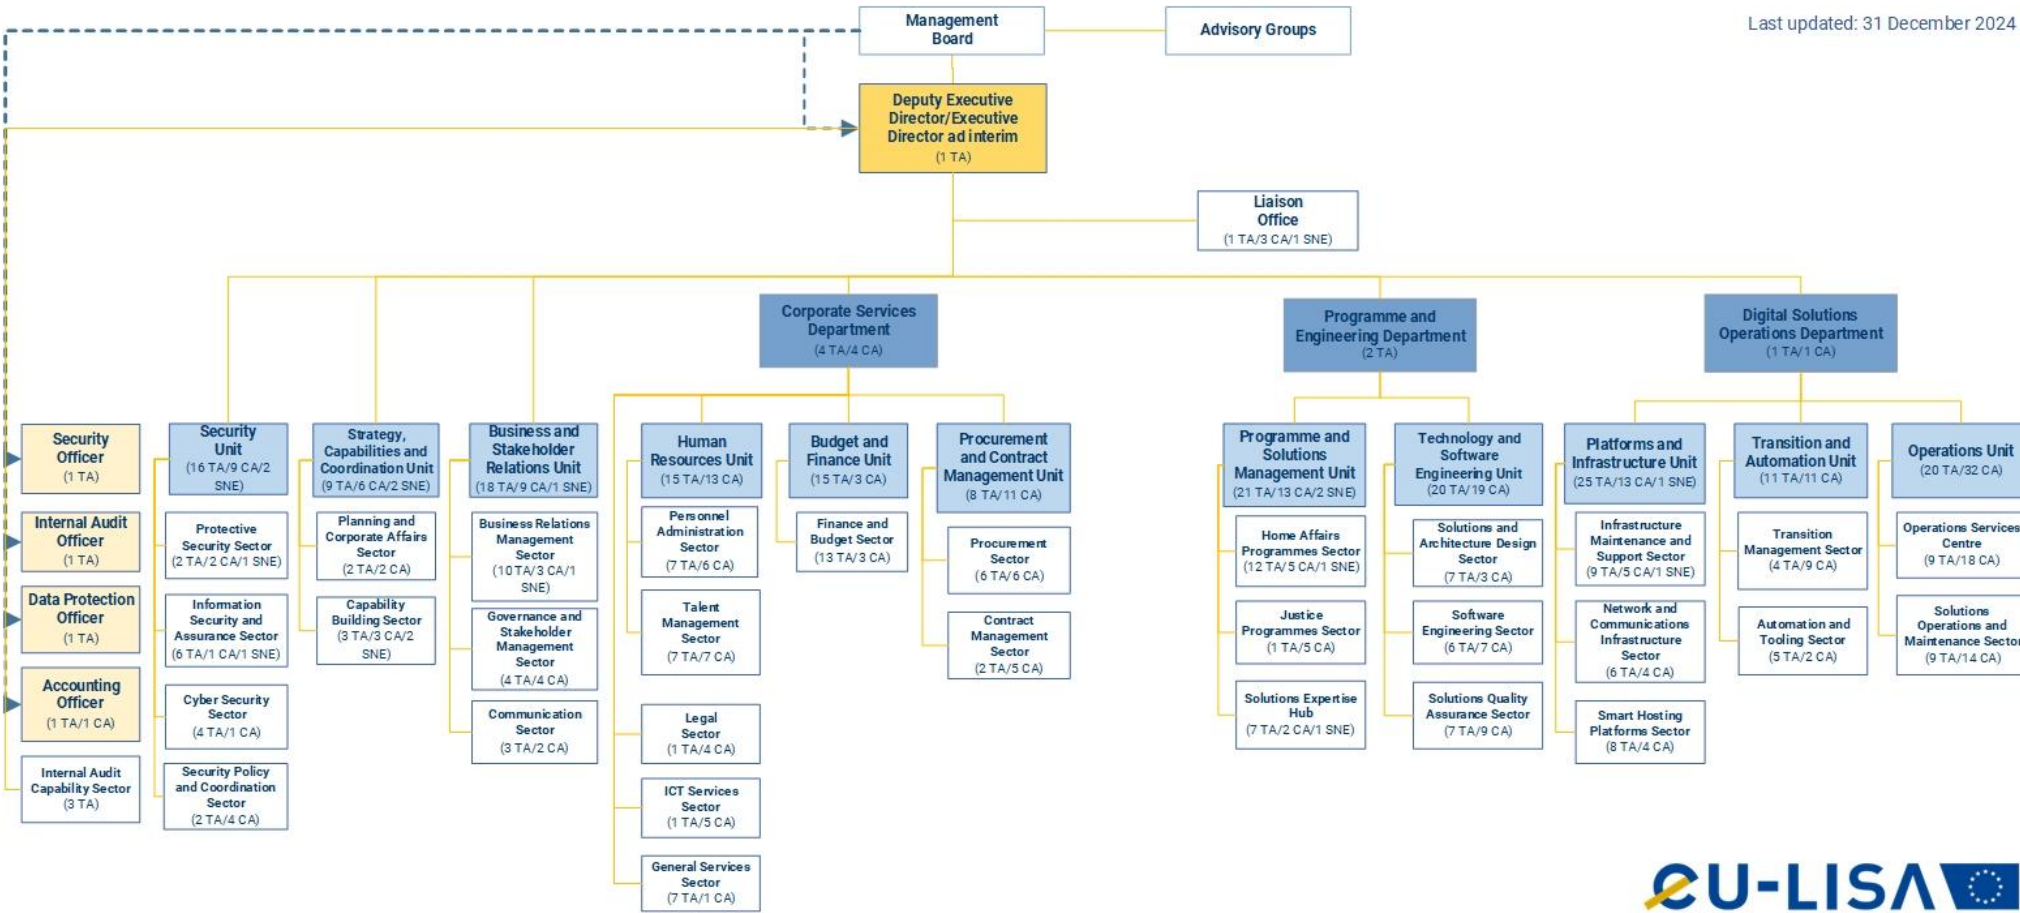 Management
Board
Advisory Groups
Last updated: 31 December 2024
Deputy Executive
Director/Executive
Director ad interim
(1 TA)
Liaison
Office
(1 TA/3 CA/1 SNE)
Corporate Services
Department
(4 TA/4 CA)
Programme and
Engineering Department
(2 TA)
Digital Solutions
Operations Department
(1 TA/1 CA)
Security
Officer
(1 TA)
Internal Audit
Officer
(1 TA)
Data Protection
Officer
(1 TA)
Accounting
Officer
(1 TA/1 CA)
Internal Audit
Capability Sector
(3 TA)
Security
Unit
(16 TA/9 CA/2
SNE)
Protective
Security Sector
(2 TA/2 CA/1 SNE)
Information
Security and
Assurance Sector
(6 TA/1 CA/1 SNE)
Cyber Security
Sector
(4 TA/1 CA)
Security Policy
and Coordination
Sector
(2 TA/4 CA)
Strategy,
Capabilities and
Coordination Unit
(9 TA/6 CA/2 SNE)
Planning and
Corporate Affairs
Sector
(2 TA/2 CA)
Capability
Building Sector
(3 TA/3 CA/2
SNE)
Business and
Stakeholder
Relations Unit
(18 TA/9 CA/1 SNE)
Business Relations
Management
Sector
(10 TA/3 CA/1
SNE)
Governance and
Stakeholder
Management
Sector
(4 TA/4 CA)
Communication
Sector
(3 TA/2 CA)
Human
Resources Unit
(15 TA/13 CA)
Personnel
Administration
Sector
(7 TA/6 CA)
Talent
Management
Sector
(7 TA/7 CA)
Legal
Sector
(1 TA/4 CA)
ICT Services
Sector
(1 TA/5 CA)
General Services
Sector
(7 TA/1 CA)
Budget and
Finance Unit
(15 TA/3 CA)
Finance and
Budget Sector
(13 TA/3 CA)
Procurement
and Contract
Management Unit
(8 TA/11 CA)
Procurement
Sector
(6 TA/6 CA)
Contract
Management
Sector
(2 TA/5 CA)
Programme and
Solutions
Management Unit
(21 TA/13 CA/2 SNE)
Home Affairs
Programmes Sector
(12 TA/5 CA/1 SNE)
Justice
Programmes Sector
(1 TA/5 CA)
Solutions Expertise
Hub
(7 TA/2 CA/1 SNE)
Technology and
Software
Engineering Unit
(20 TA/19 CA)
Solutions and
Architecture Design
Sector
(7 TA/3 CA)
Software
Engineering Sector
(6 TA/7 CA)
Solutions Quality
Assurance Sector
(7 TA/9 CA)
Platforms and
Infrastructure Unit
(25 TA/13 CA/1 SNE)
Infrastructure
Maintenance and
Support Sector
(9 TA/5 CA/1 SNE)
Network and
Communications
Infrastructure
Sector
(6 TA/4 CA)
Smart Hosting
Platforms Sector
(8 TA/4 CA)
Transition and
Automation Unit
(11 TA/11 CA)
Transition
Management Sector
(4 TA/9 CA)
Automation and
Tooling Sector
(5 TA/2 CA)
Operations Unit
(20 TA/32 CA)
Operations Services
Centre
(9 TA/18 CA)
Solutions
Operations and
Maintenance Sector
(9 TA/14 CA)
eU-LISA